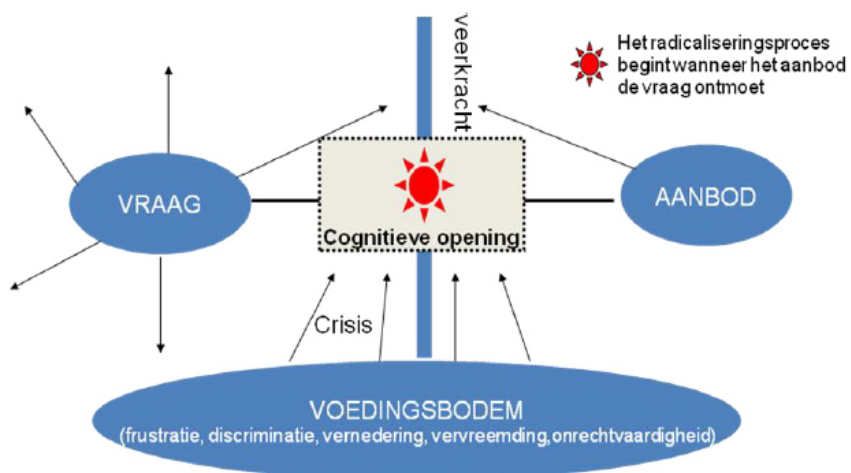 veerkracht
Het radicaliseringsproces
begint wanneer het aanbod
de vraag ontmoet
VRAAG
AANBOD
Cognitieve opening
Crisis
VOEDINGSBODEM
(frustratie, discriminatie, vernedering, vervreemding,onrechtvaardigheid)